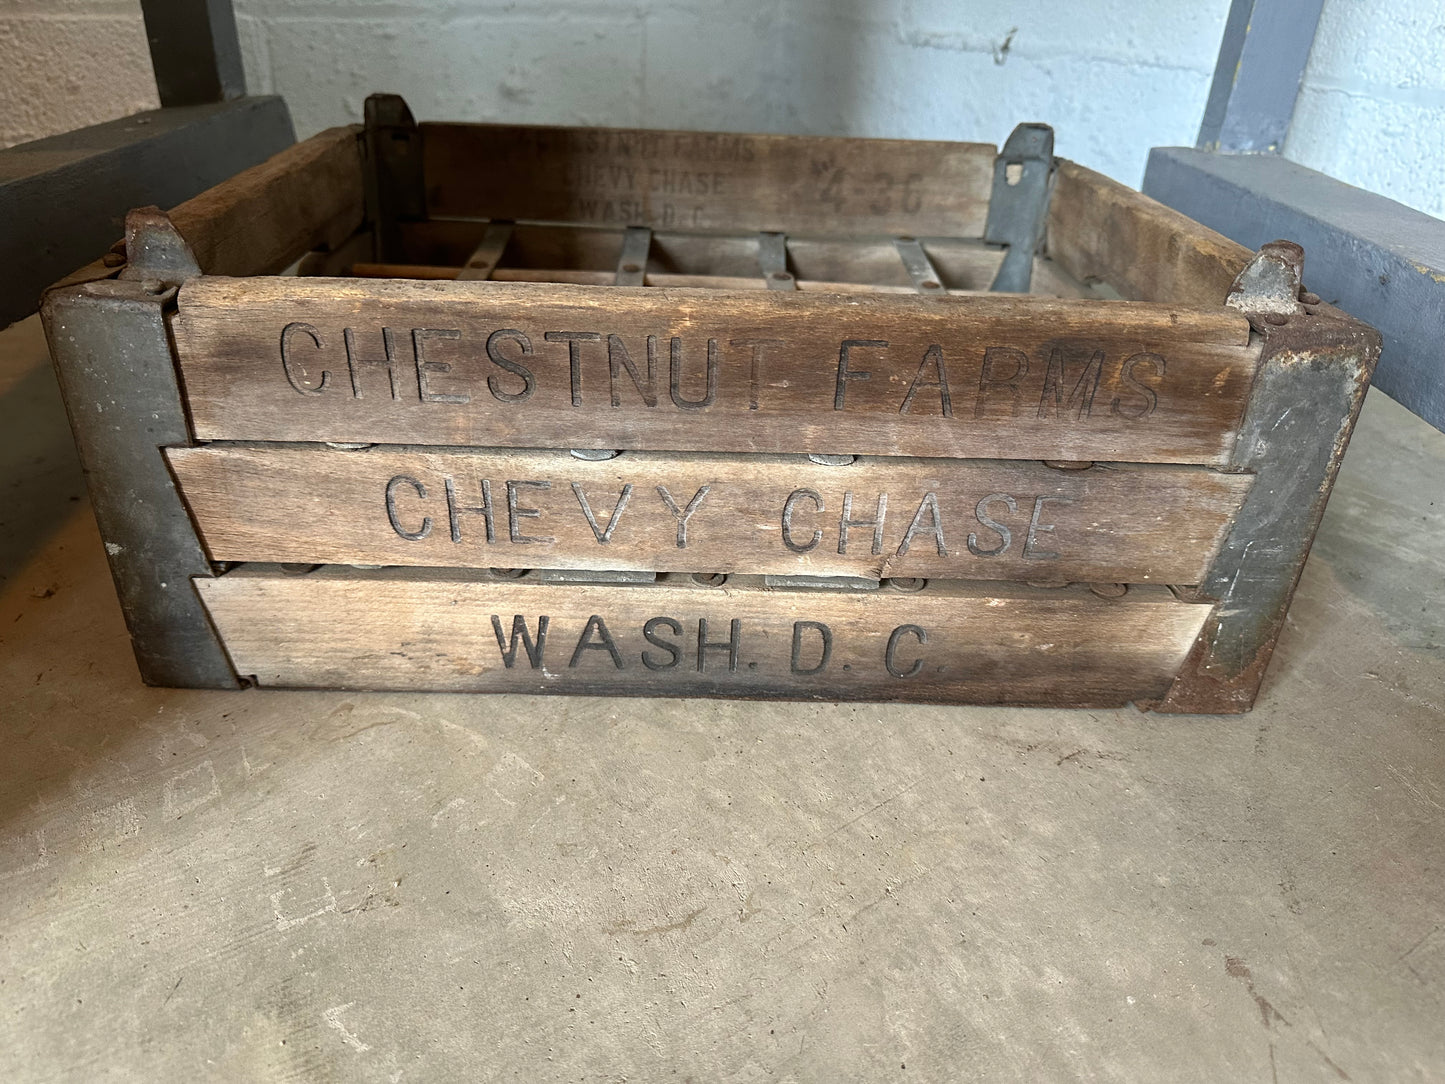 CHESTNUT FARMS
CHEVY CHASE
WASH. D. C.
4 36
CHESTNUT FARMS
CHEVY CHASE
WASH. D. C.